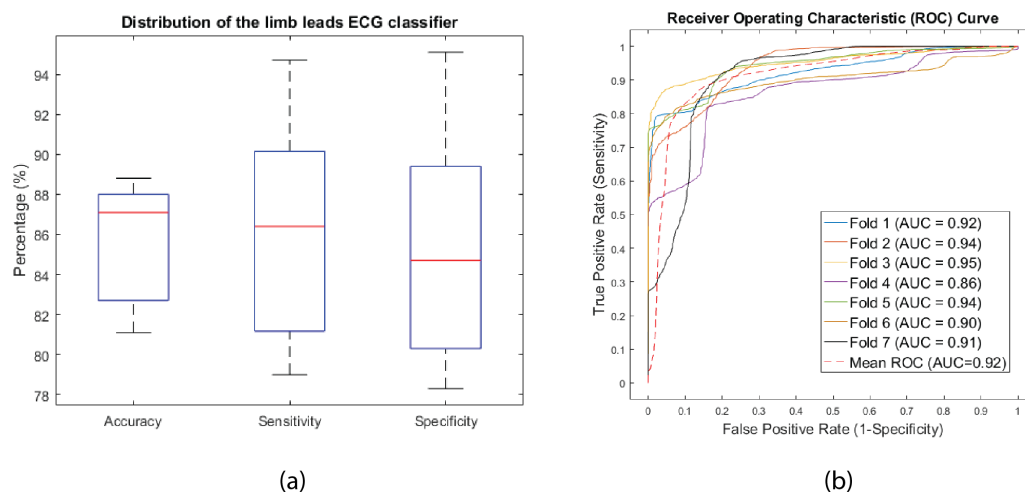 Distribution of the limb leads ECG classifier
Percentage (%)
94
92
90
88
86
84
82
80
78
Accuracy
Sensitivity
Specificity
(a)
Receiver Operating Characteristic (ROC) Curve
True Positive Rate (Sensitivity)
1
0.9
0.8
0.7
0.6
0.5
0.4
0.3
0.2
0.1
0
Fold 1 (AUC = 0.92)
Fold 2 (AUC = 0.94)
Fold 3 (AUC = 0.95)
Fold 4 (AUC = 0.86)
Fold 5 (AUC = 0.94)
Fold 6 (AUC = 0.90)
Fold 7 (AUC = 0.91)
Mean ROC (AUC=0.92)
0 0.1 0.2 0.3 0.4 0.5 0.6 0.7 0.8 0.9 1
False Positive Rate (1-Specificity)
(b)